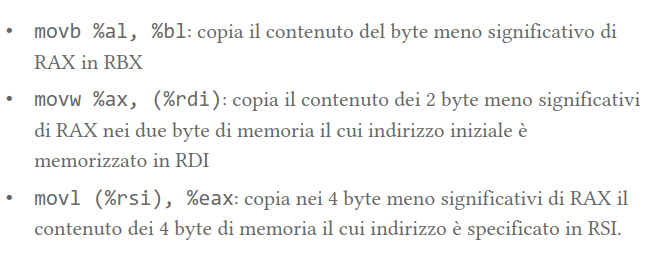 • movb %al, %bl: copia il contenuto del byte meno significativo di
RAX in RBX
• movw %ax, (%rdi): copia il contenuto dei 2 byte meno significativi
di RAX nei due byte di memoria il cui indirizzo iniziale è
memorizzato in RDI
• movl (%rsi), %eax: copia nei 4 byte meno significativi di RAX il
contenuto dei 4 byte di memoria il cui indirizzo è specificato in RSI.